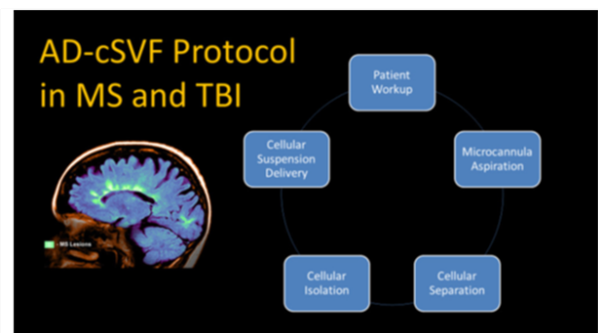 AD-cSVF Protocol
in MS and TBI
Patient
Workup
Cellular
Suspension
Delivery
Microcannula
Aspiration
MS Lesions
Cellular
Isolation
Cellular
Separation